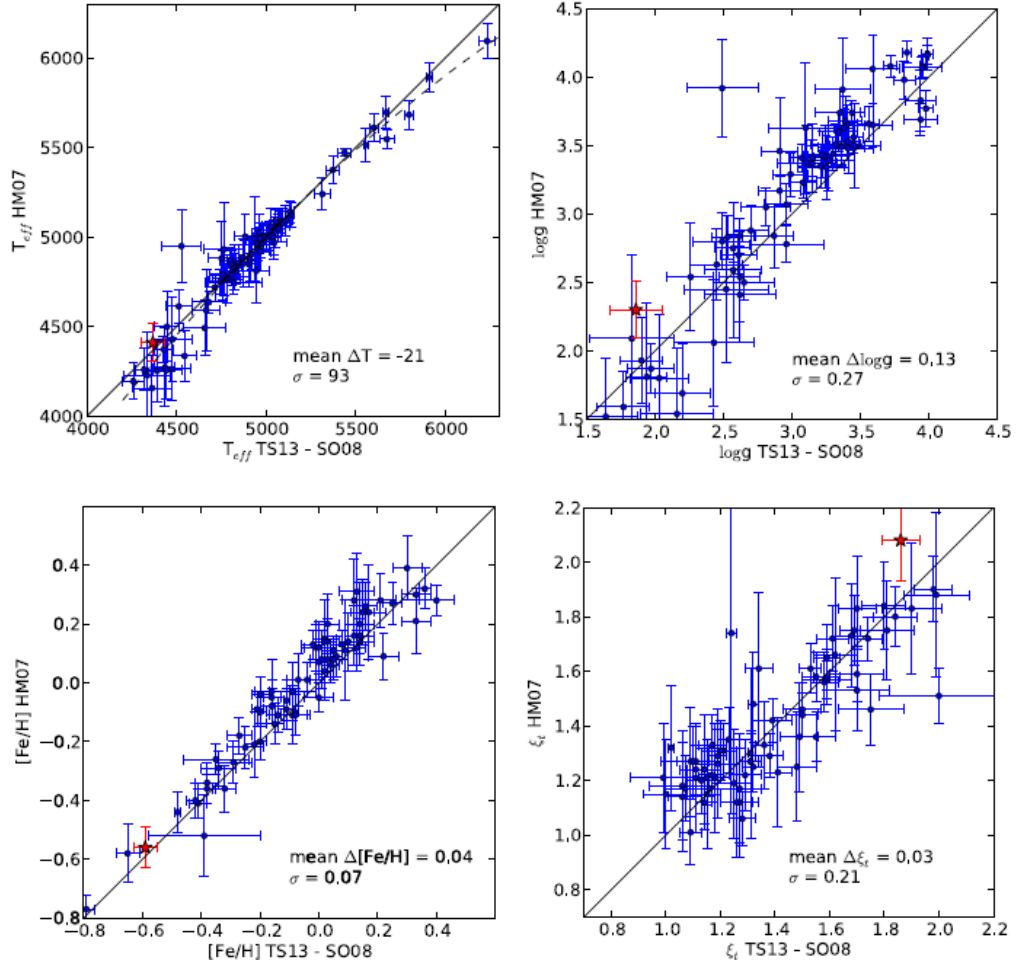 6000
5500
5000
4500
4000
T_eff HM07
mean ΔT = -21
σ = 93
4000 4500 5000 5500 6000
T_eff TS13 - SO08
4.5
4.0
3.5
3.0
2.5
2.0
1.5
logg HM07
mean Δlogg = 0.13
σ = 0.27
1.5 2.0 2.5 3.0 3.5 4.0 4.5
logg TS13 - SO08
0.4
0.2
0.0
−0.2
−0.4
−0.6
−0.8
[Fe/H] HM07
mean Δ[Fe/H] = 0.04
σ = 0.07
−0.8 −0.6 −0.4 −0.2 0.0 0.2 0.4
[Fe/H] TS13 - SO08
2.2
2.0
1.8
1.6
1.4
1.2
1.0
0.8
ξ_t HM07
mean Δξ_t = 0.03
σ = 0.21
0.8 1.0 1.2 1.4 1.6 1.8 2.0 2.2
ξ_t TS13 - SO08